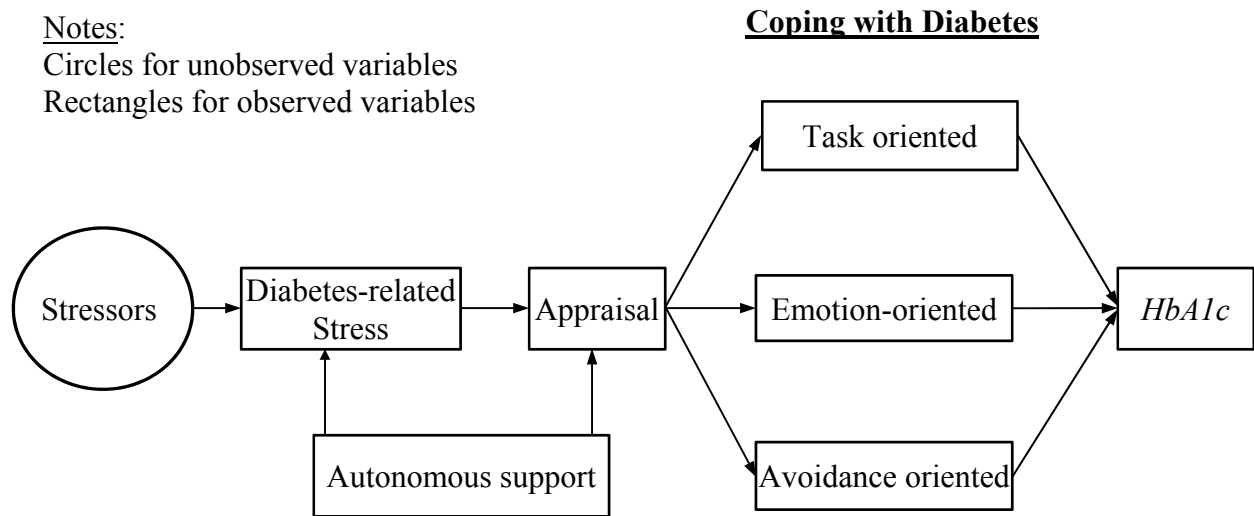 Notes:
Circles for unobserved variables
Rectangles for observed variables
Coping with Diabetes
Task oriented
Stressors
Diabetes-related
Stress
Appraisal
Emotion-oriented
HbA1c
Autonomous support
Avoidance oriented